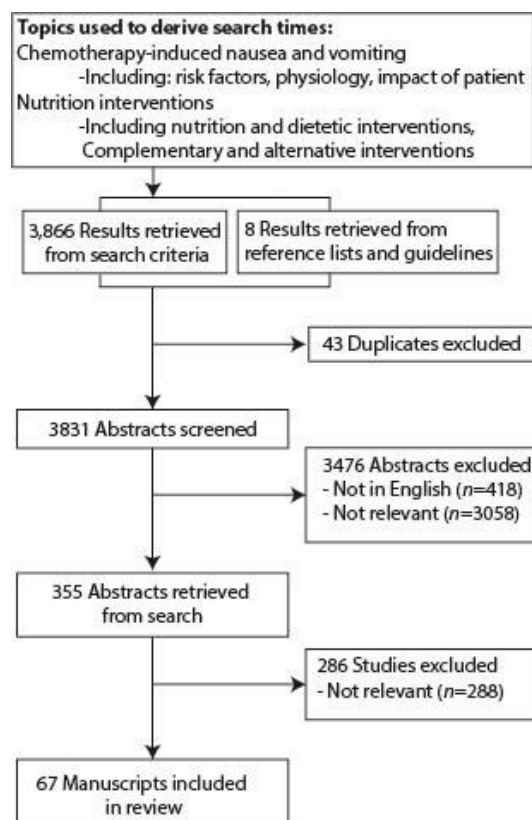 Topics used to derive search times:
Chemotherapy-induced nausea and vomiting
-Including: risk factors, physiology, impact of patient
Nutrition interventions
-Including nutrition and dietetic interventions,
Complementary and alternative interventions
3,866 Results retrieved
from search criteria
8 Results retrieved from
reference lists and guidelines
43 Duplicates excluded
3831 Abstracts screened
3476 Abstracts excluded
- Not in English (n=418)
- Not relevant (n=3058)
355 Abstracts retrieved
from search
286 Studies excluded
- Not relevant (n=288)
67 Manuscripts included
in review